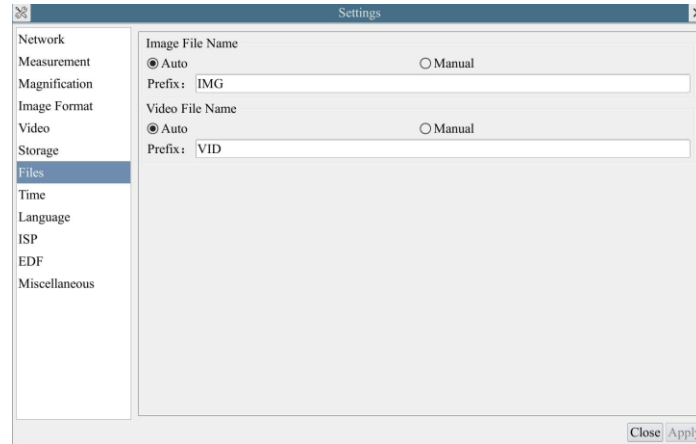 Settings
Network
Measurement
Magnification
Image Format
Video
Storage
Files
Time
Language
ISP
EDF
Miscellaneous
Image File Name
Auto Manual
Prefix: IMG
Video File Name
Auto Manual
Prefix: VID
Close Apply